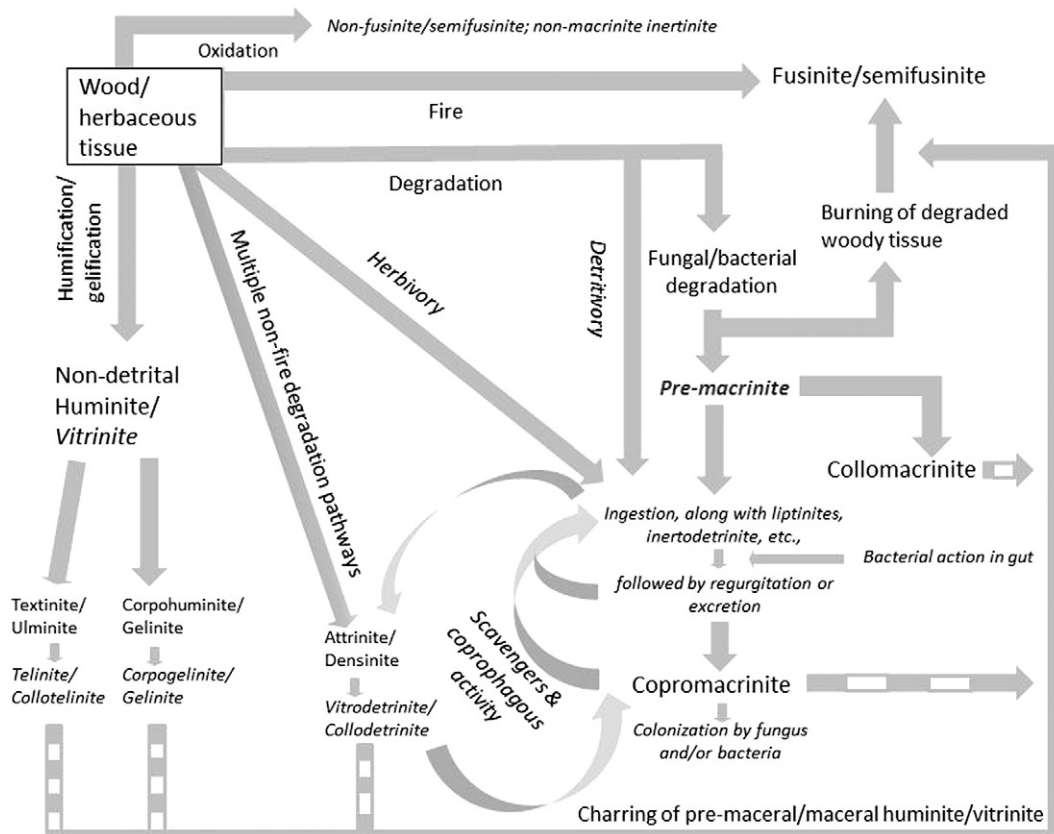 Non-fusinite/semifusinite; non-macrinite inertinite
Oxidation
Wood/
herbaceous
tissue
Fusinite/semifusinite
Fire
Degradation
Humification/
gelification
Multiple non-fire degradation pathways
Herbivory
Detritivory
Fungal/bacterial
degradation
Burning of degraded
woody tissue
Non-detrital
Huminite/
Vitrinite
Pre-macrinite
Collomacrinite
Ingestion, along with liptinites,
inertodetrinite, etc.,
Bacterial action in gut
followed by regurgitation or
excretion
Textinite/
Ulminite
Corpohuminite/
Gelinite
Attrinite/
Densinite
Scavengers &
coprophagous
activity
Telinite/
Collotelinite
Corpogelinite/
Gelinite
Vitrodetrinite/
Collodetrinite
Copromacrinite
Colonization by fungus
and/or bacteria
Charring of pre-maceral/maceral huminite/vitrinite